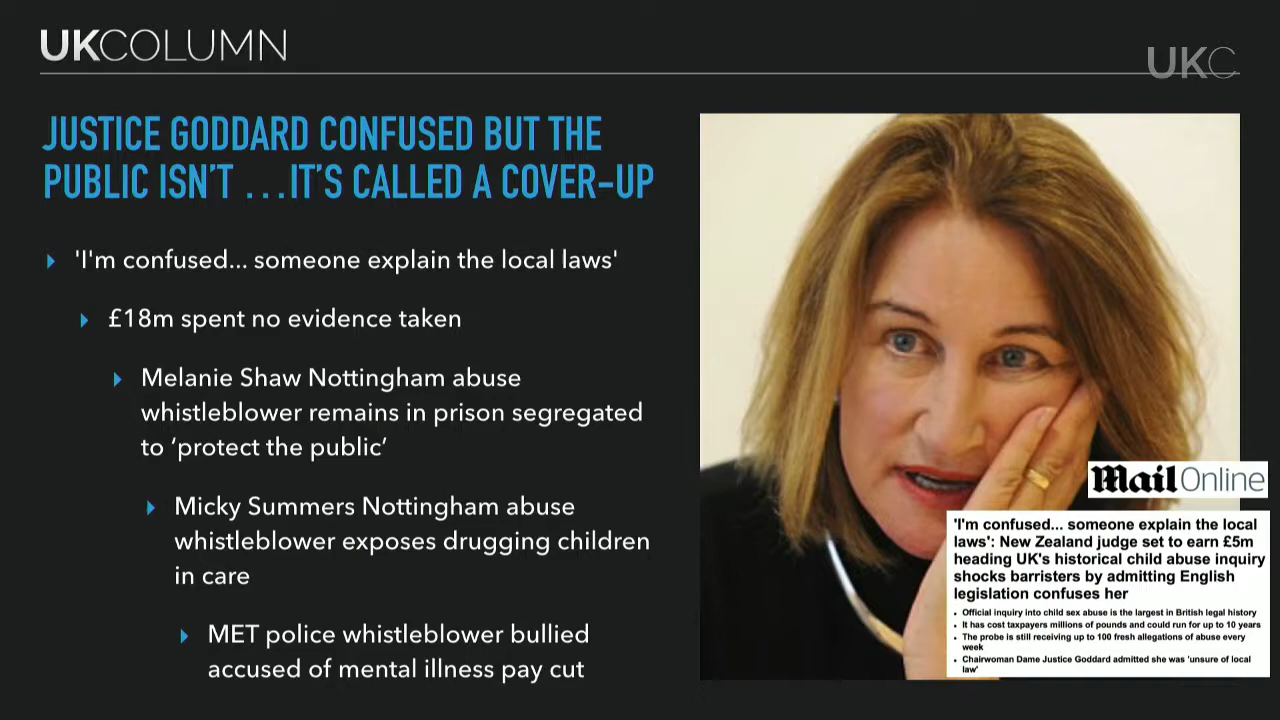 UKCOLUMN
UKC
JUSTICE GODDARD CONFUSED BUT THE
PUBLIC ISN'T ...IT'S CALLED A COVER-UP
'I'm confused... someone explain the local laws'
£18m spent no evidence taken
Melanie Shaw Nottingham abuse
whistleblower remains in prison segregated
to ‘protect the public’
Micky Summers Nottingham abuse
whistleblower exposes drugging children
in care
MET police whistleblower bullied
accused of mental illness pay cut
Mail Online
'I'm confused... someone explain the local
laws': New Zealand judge set to earn £5m
heading UK's historical child abuse inquiry
shocks barristers by admitting English
legislation confuses her
• Official inquiry into child sex abuse is the largest in British legal history
• It has cost taxpayers millions of pounds and could run for up to 10 years
• The probe is still receiving up to 100 fresh allegations of abuse every
week
• Chairwoman Dame Justice Goddard admitted she was 'unsure of local
law'